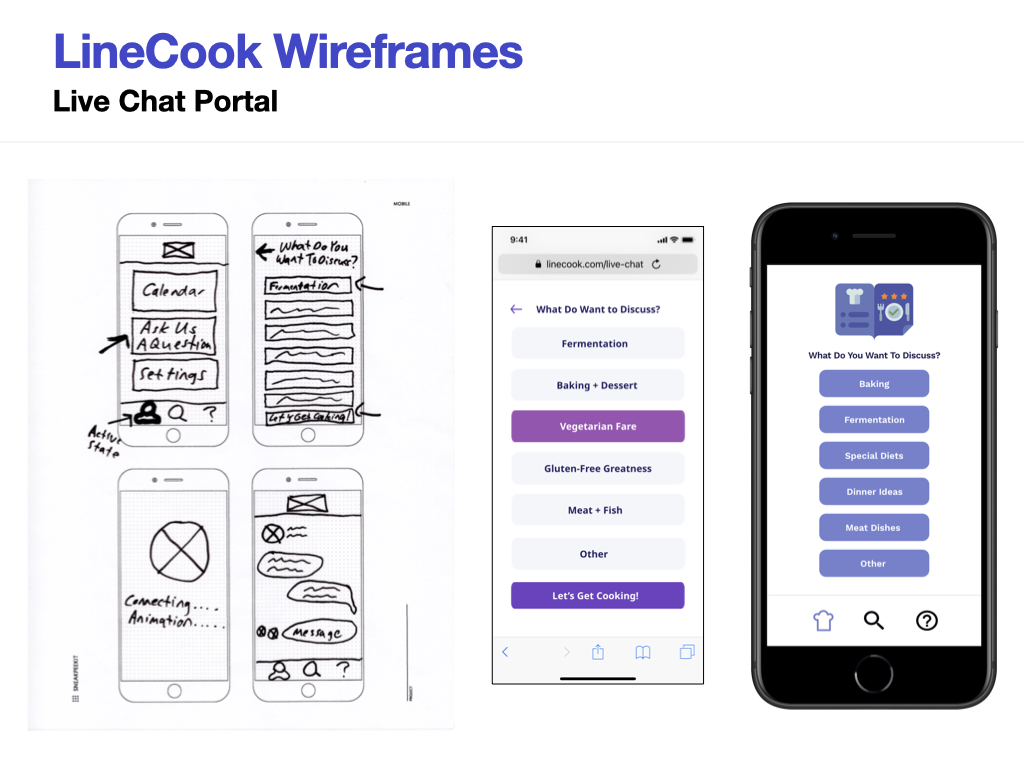 LineCook Wireframes
Live Chat Portal
MOBILE
Calendar
Ask Us
A Question
Settings
Active
State
What Do You
Want To Discuss?
Fermentation
Let's Get Cooking!
?
Connecting....
Animation.....
message
?
SNEAKPEEKIT
PROJECT
9:41
linecook.com/live-chat
What Do Want to Discuss?
Fermentation
Baking + Dessert
Vegetarian Fare
Gluten-Free Greatness
Meat + Fish
Other
Let's Get Cooking!
What Do You Want To Discuss?
Baking
Fermentation
Special Diets
Dinner Ideas
Meat Dishes
Other
?